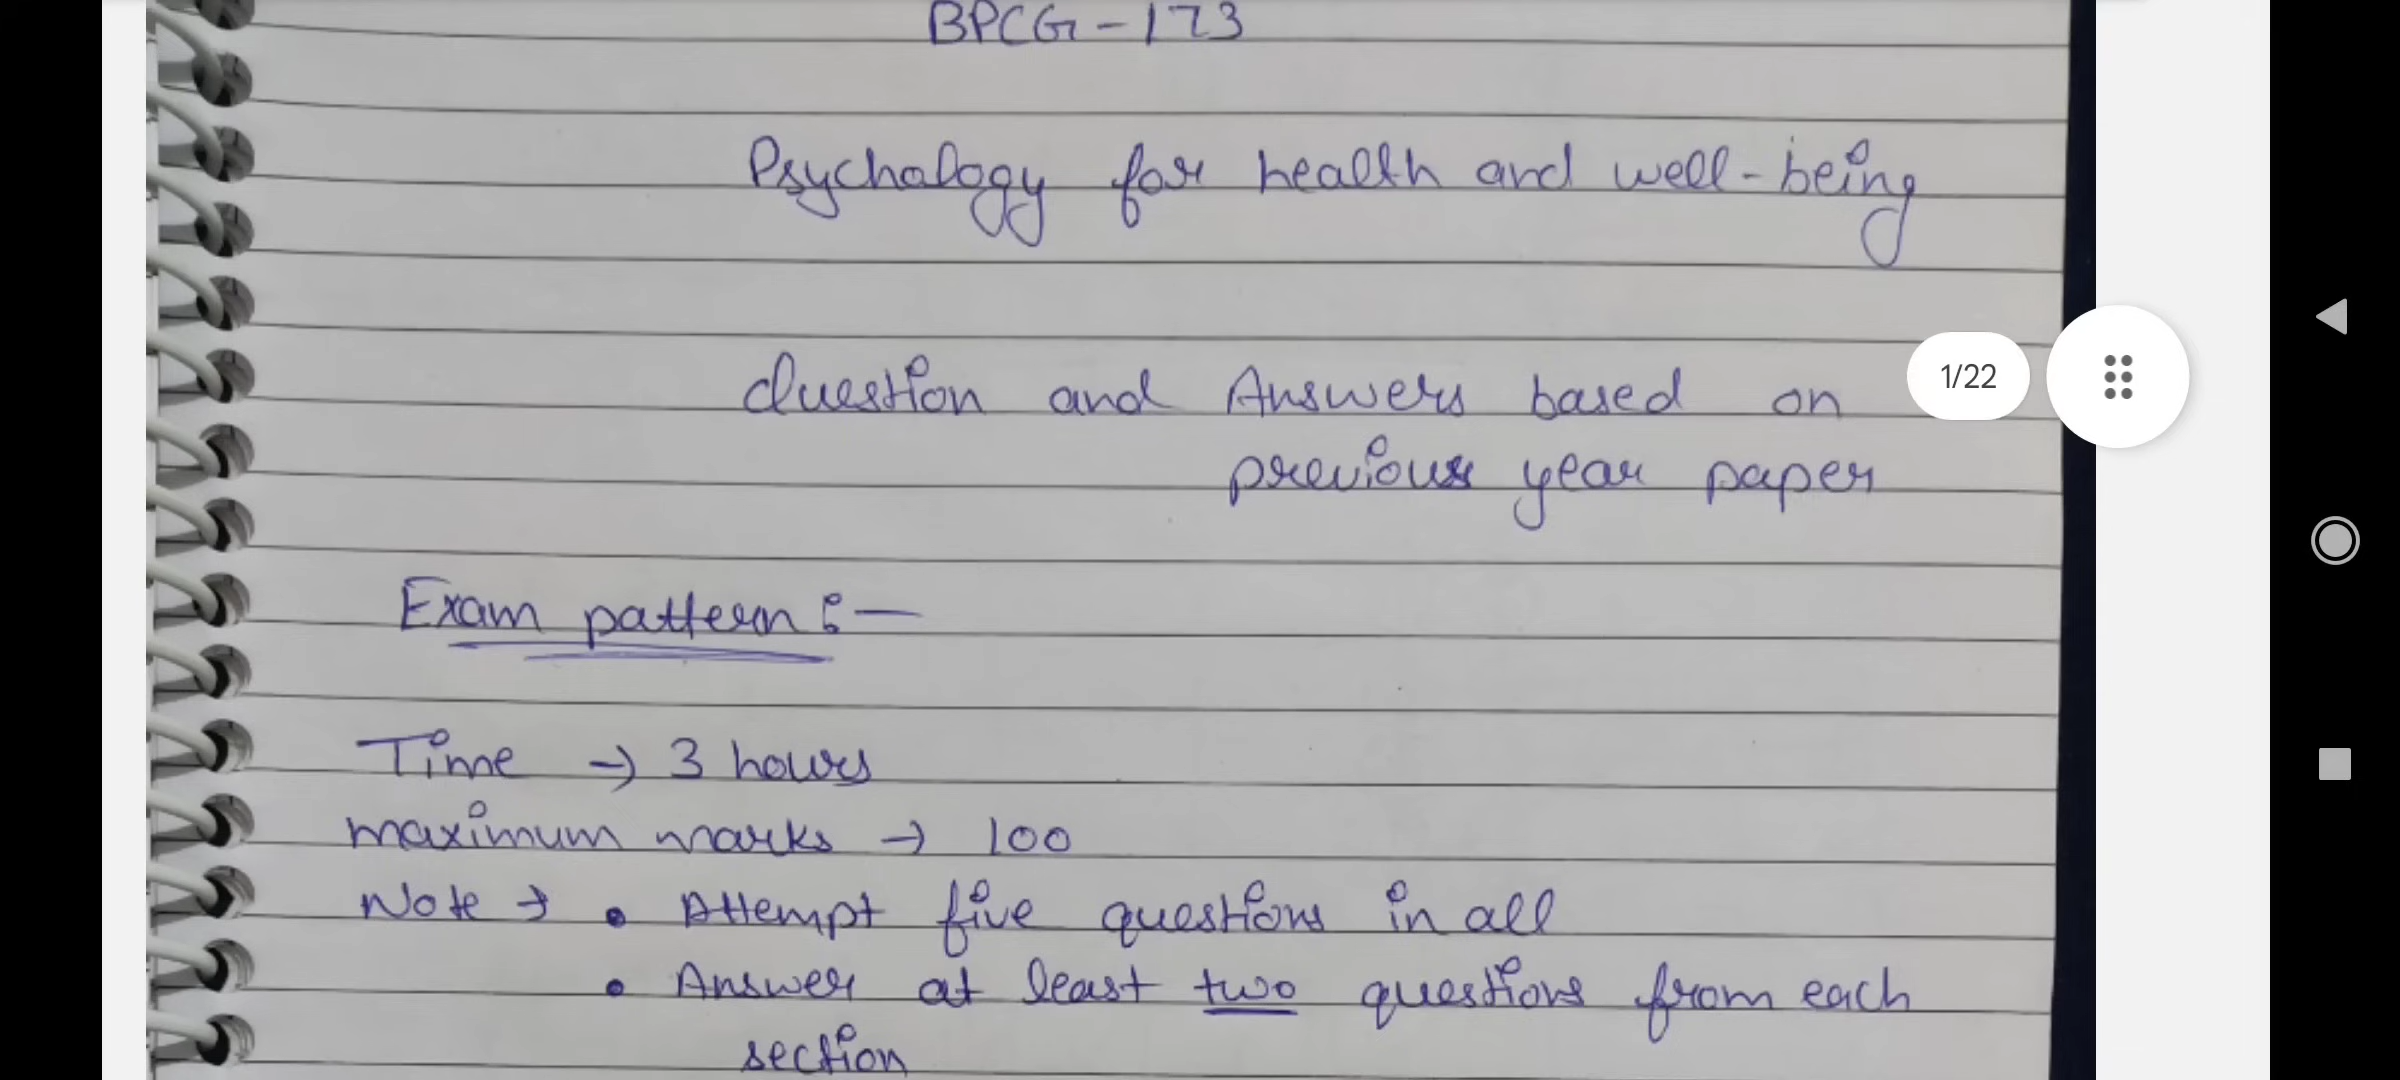 BPCG-173
Psychology for health and well-being
Question and Answers based on
1/22
previous year paper
Exam pattern :-
Time → 3 hours
maximum marks → 100
Note → • Attempt five questions in all
• Answer at least two questions from each
section